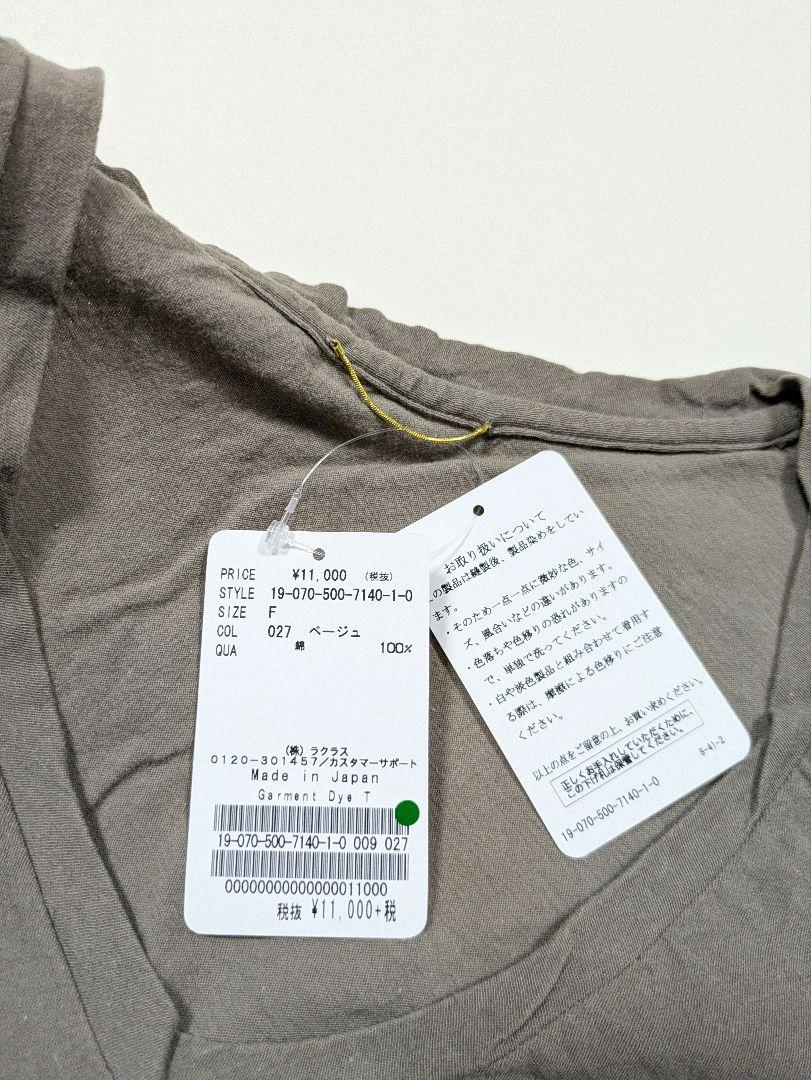 PRICE ¥11,000 (税抜)
STYLE 19-070-500-7140-1-0
SIZE F
COL 027 ベージュ
QUA 綿 100%
(株) ラクラス
0120-301457/カスタマーサポート
Made in Japan
Garment Dye T
19-070-500-7140-1-0 009 027
00000000000000011000
税抜 ¥11,000+税
お取り扱いについて
の製品は縫製後、製品染めをしてい
ます。
・そのため一点一点に微妙な色、サイ
ズ、風合いなどの違いがあります。
・色落ちや色移りの恐れがありますの
で、単独で洗ってください。
・白や淡色製品と組み合わせて着用す
る際は、摩擦による色移りにご注意
ください。
以上の点をご留意の上、お買い求めください。
正しくお手入れしていただくために、
この下げ札は保管してください。
8-41-2
19-070-500-7140-1-0